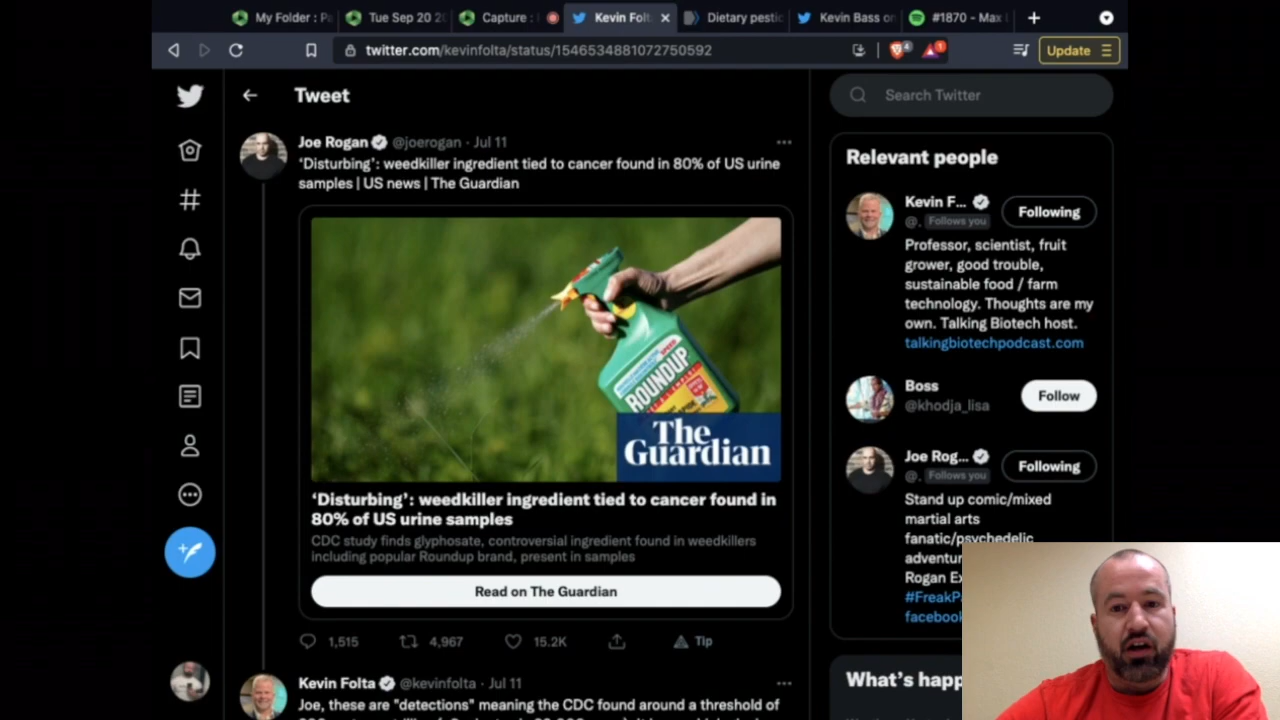 My Folder : P
Tue Sep 20 2
Capture :
Kevin Folt
Dietary pestic
Kevin Bass or
#1870 - Max
twitter.com/kevinfolta/status/1546534881072750592
4
1
Update
Tweet
Search Twitter
Joe Rogan @joerogan · Jul 11
‘Disturbing’: weedkiller ingredient tied to cancer found in 80% of US urine
samples | US news | The Guardian
ROUNDUP
The
Guardian
‘Disturbing’: weedkiller ingredient tied to cancer found in
80% of US urine samples
CDC study finds glyphosate, controversial ingredient found in weedkillers
including popular Roundup brand, present in samples
Read on The Guardian
1,515
4,967
15.2K
Tip
Kevin Folta @kevinfolta · Jul 11
Joe, these are "detections" meaning the CDC found around a threshold of
Relevant people
Kevin F...
@. Follows you
Following
Professor, scientist, fruit
grower, good trouble,
sustainable food / farm
technology. Thoughts are my
own. Talking Biotech host.
talkingbiotechpodcast.com
Boss
@khodja_lisa
Follow
Joe Rog...
@. Follows you
Following
Stand up comic/mixed
martial arts
fanatic/psychedelic
adventur
Rogan Ex
#FreakPa
facebook
What's happ